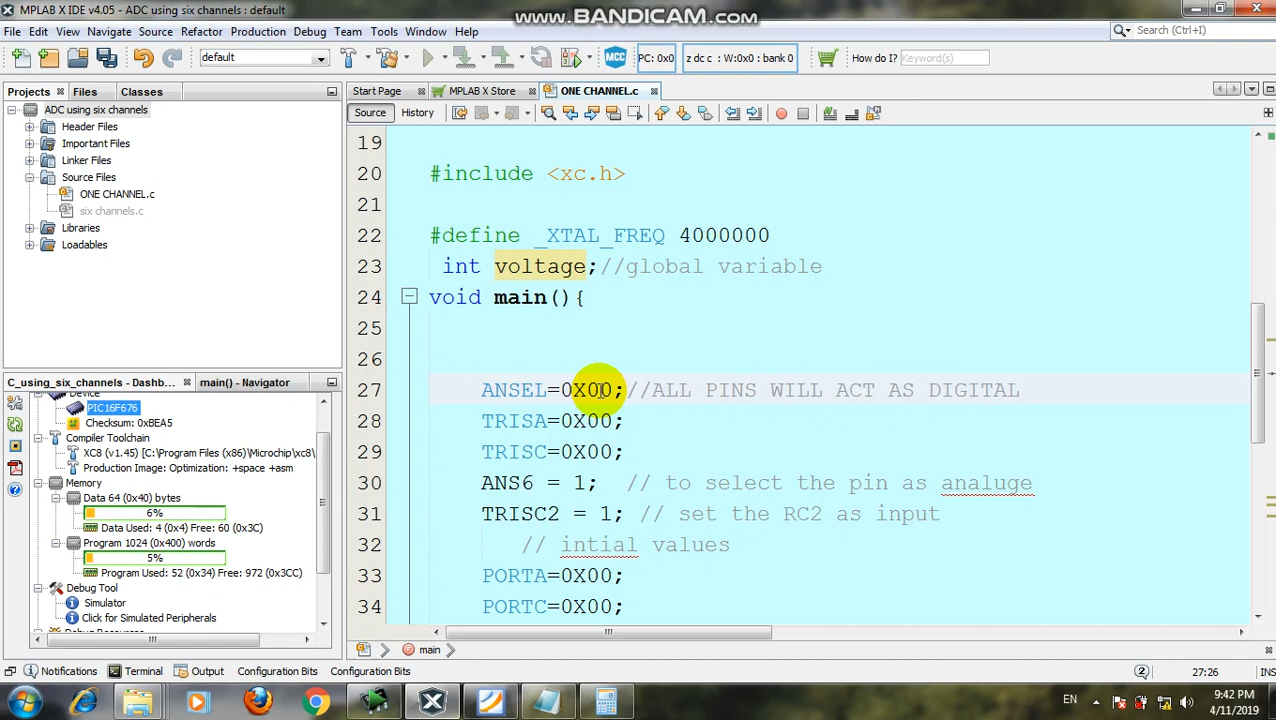 MPLAB X IDE v4.05 - ADC using six channels : default
www.BANDICAM.com
File Edit View Navigate Source Refactor Production Debug Team Tools Window Help
Search (Ctrl+I)
default
MCC
PC: 0x0
z dc c : W:0x0 : bank 0
How do I?
Keyword(s)
Projects
Files
Classes
Start Page
MPLAB X Store
ONE CHANNEL.c
ADC using six channels
Header Files
Important Files
Linker Files
Source Files
ONE CHANNEL.c
six channels.c
Libraries
Loadables
Source
History
19
20 #include <xc.h>
21
22 #define _XTAL_FREQ 4000000
23 int voltage;//global variable
24 void main(){
25
26
27 ANSEL=0X00;//ALL PINS WILL ACT AS DIGITAL
28 TRISA=0X00;
29 TRISC=0X00;
30 ANS6 = 1; // to select the pin as analuge
31 TRISC2 = 1; // set the RC2 as input
32 // intial values
33 PORTA=0X00;
34 PORTC=0X00;
C_using_six_channels - Dashb...
main() - Navigator
Device
PIC16F676
Checksum: 0xBEA5
Compiler Toolchain
XC8 (v1.45) [C:\Program Files (x86)\Microchip\xc8\
Production Image: Optimization: +space +asm
Memory
Data 64 (0x40) bytes
6%
Data Used: 4 (0x4) Free: 60 (0x3C)
Program 1024 (0x400) words
5%
Program Used: 52 (0x34) Free: 972 (0x3CC)
Debug Tool
Simulator
Click for Simulated Peripherals
main
Notifications
Terminal
Output
Configuration Bits
Configuration Bits
27:26
INS
EN
9:42 PM
4/11/2019